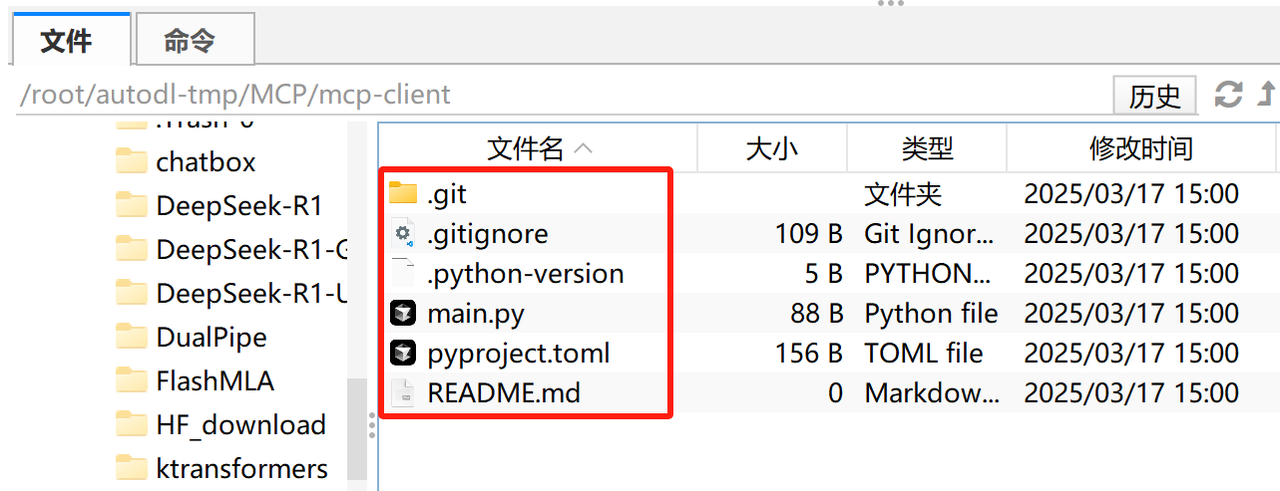 文件 命令
/root/autodl-tmp/MCP/mcp-client 历史
文件名 大小 类型 修改时间
chatbox
DeepSeek-R1
DeepSeek-R1-G
DeepSeek-R1-U
DualPipe
FlashMLA
HF_download
ktransformers
.git 文件夹 2025/03/17 15:00
.gitignore 109 B Git Ignor... 2025/03/17 15:00
.python-version 5 B PYTHON... 2025/03/17 15:00
main.py 88 B Python file 2025/03/17 15:00
pyproject.toml 156 B TOML file 2025/03/17 15:00
README.md 0 Markdow... 2025/03/17 15:00